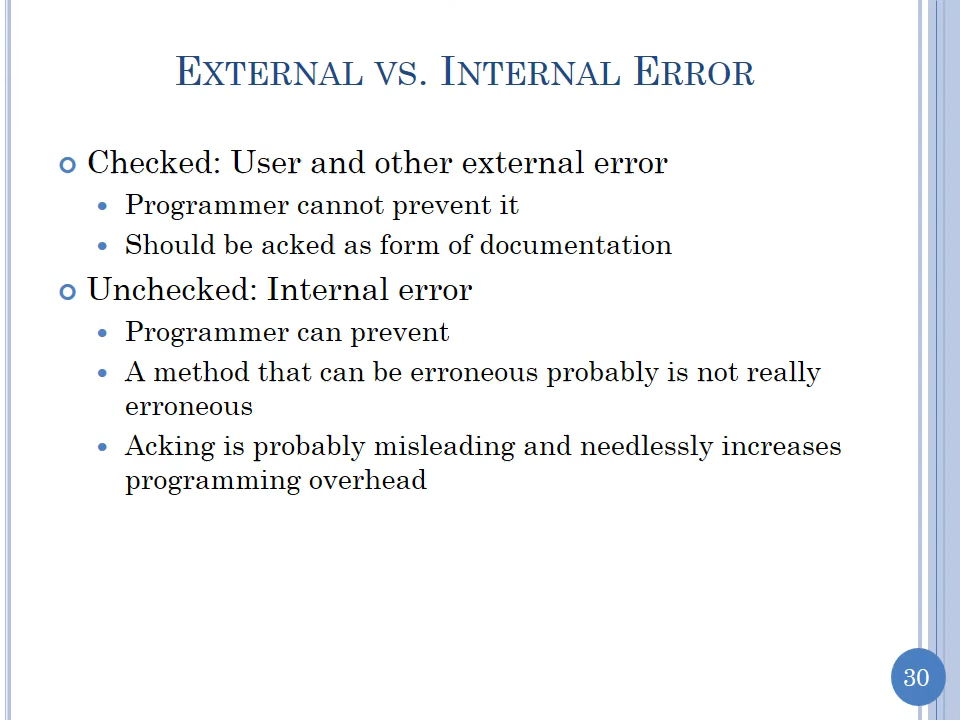 EXTERNAL VS. INTERNAL ERROR
Checked: User and other external error
Programmer cannot prevent it
Should be acked as form of documentation
Unchecked: Internal error
Programmer can prevent
A method that can be erroneous probably is not really
erroneous
Acking is probably misleading and needlessly increases
programming overhead
30